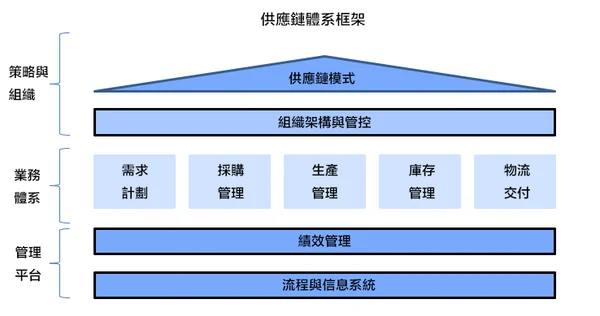 供應鏈體系框架
策略與
組織
供應鏈模式
組織架構與管控
業務
體系
需求
計劃
採購
管理
生產
管理
庫存
管理
物流
交付
管理
平台
績效管理
流程與信息系統